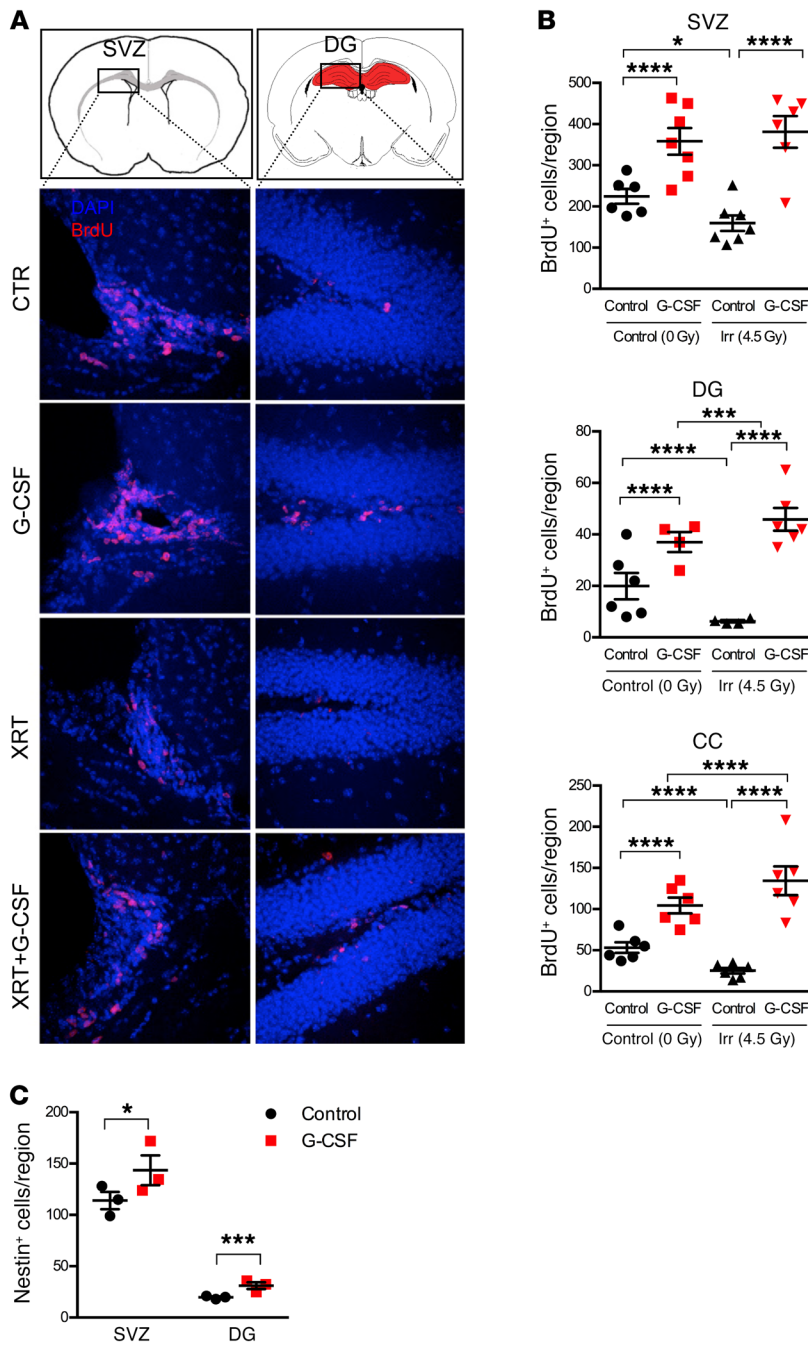 A
SVZ
DG
DAPI
BrdU
CTR
G-CSF
XRT
XRT+G-CSF
B
SVZ
*
****
****
BrdU⁺ cells/region
500
400
300
200
100
0
Control G-CSF Control G-CSF
Control (0 Gy) Irr (4.5 Gy)
DG
***
****
****
****
BrdU⁺ cells/region
80
60
40
20
0
Control G-CSF Control G-CSF
Control (0 Gy) Irr (4.5 Gy)
CC
****
****
****
****
BrdU⁺ cells/region
250
200
150
100
50
0
Control G-CSF Control G-CSF
Control (0 Gy) Irr (4.5 Gy)
C
Nestin⁺ cells/region
200
150
100
50
0
*
***
SVZ DG
Control
G-CSF